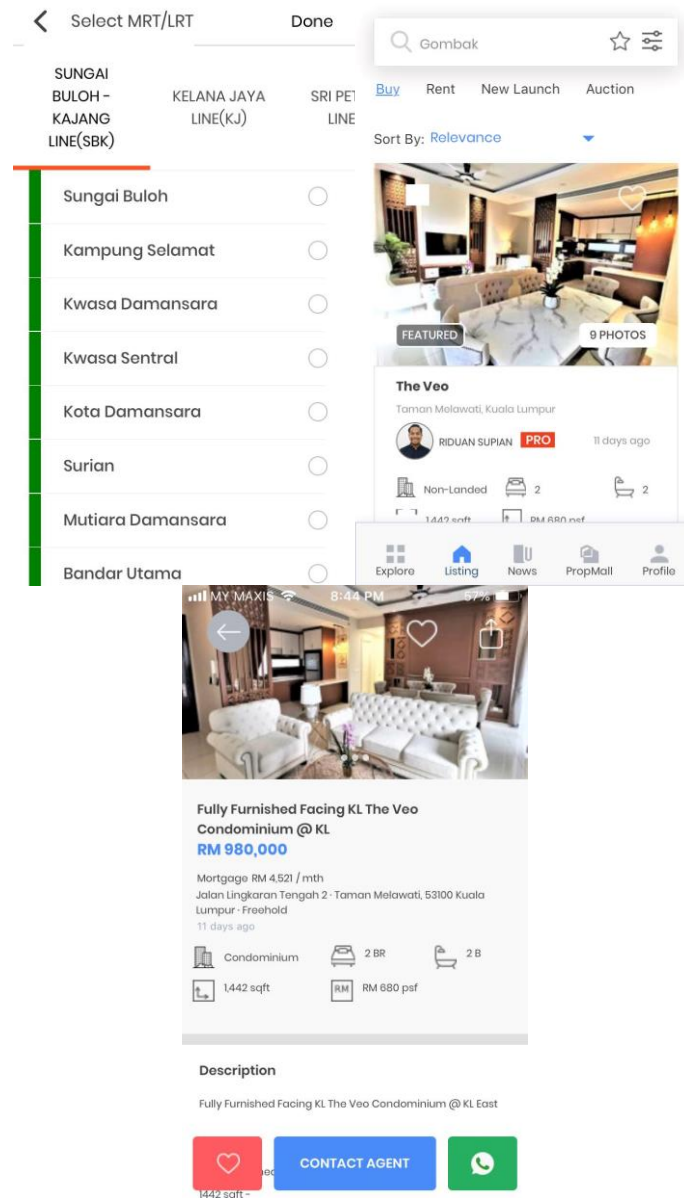 Select MRT/LRT
Done
SUNGAI
BULOH -
KAJANG
LINE(SBK)
KELANA JAYA
LINE(KJ)
SRI PET
LINE
Sungai Buloh
Kampung Selamat
Kwasa Damansara
Kwasa Sentral
Kota Damansara
Surian
Mutiara Damansara
Bandar Utama
Gombak
Buy Rent New Launch Auction
Sort By: Relevance
FEATURED
9 PHOTOS
The Veo
Taman Melawati, Kuala Lumpur
RIDUAN SUPIAN PRO 11 days ago
Non-Landed 2 2
1,442 sqft RM 680 psf
Explore Listing News PropMall Profile
MY MAXIS 8:44 PM 57%
Fully Furnished Facing KL The Veo
Condominium @ KL
RM 980,000
Mortgage RM 4,521 / mth
Jalan Lingkaran Tengah 2 · Taman Melawati, 53100 Kuala
Lumpur · Freehold
11 days ago
Condominium 2 BR 2 B
1,442 sqft RM RM 680 psf
Description
Fully Furnished Facing KL The Veo Condominium @ KL East
CONTACT AGENT
1442 sqft -